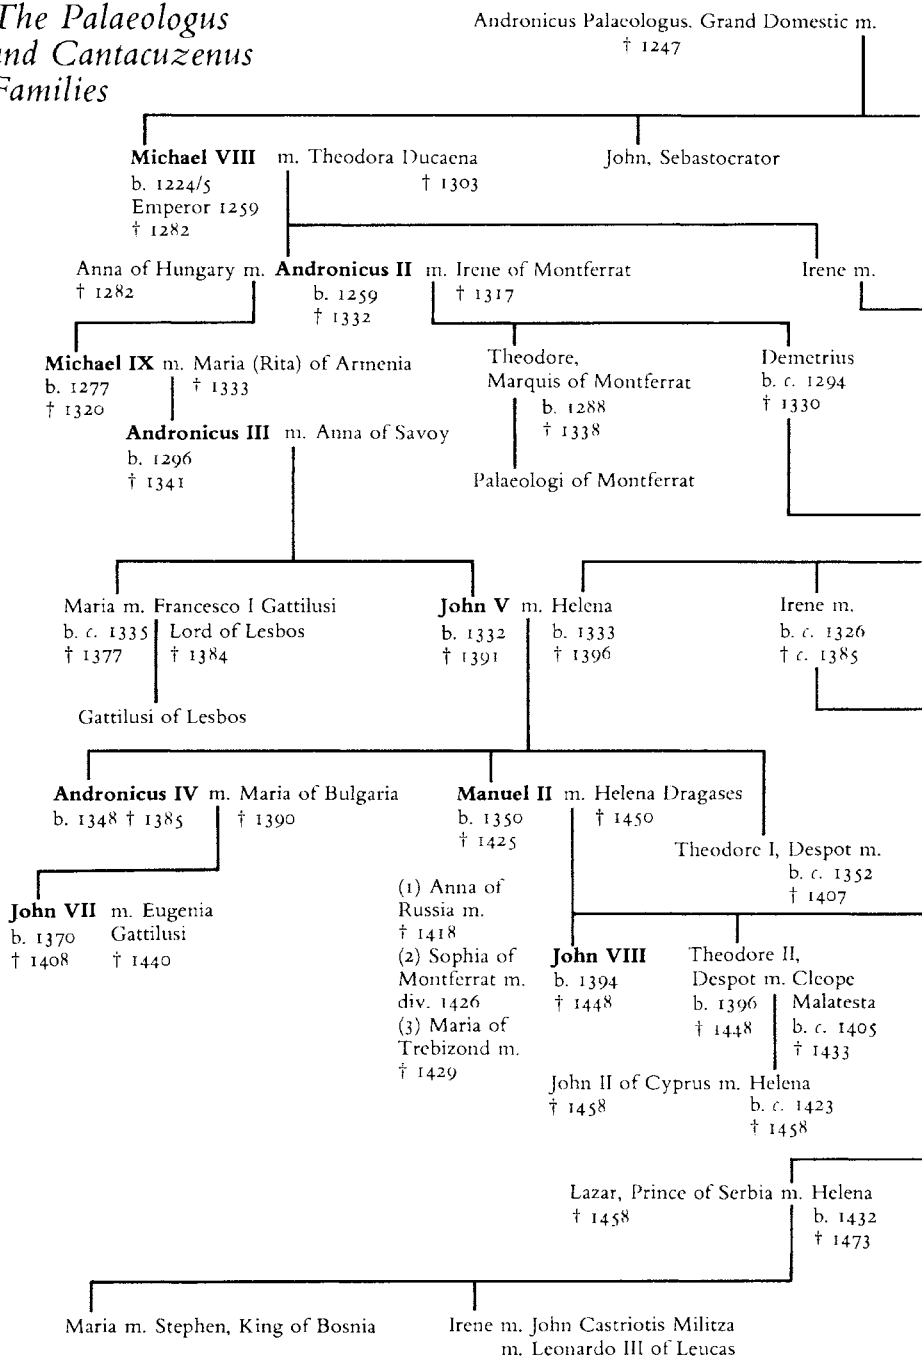 The Palaeologus
and Cantacuzenus
Families
Andronicus Palaeologus. Grand Domestic m.
† 1247
Michael VIII m. Theodora Ducaena
b. 1224/5 † 1303
Emperor 1259
† 1282
John, Sebastocrator
Anna of Hungary m. Andronicus II m. Irene of Montferrat
† 1282 b. 1259 † 1317
† 1332
Irene m.
Michael IX m. Maria (Rita) of Armenia
b. 1277 † 1333
† 1320
Theodore,
Marquis of Montferrat
b. 1288
† 1338
Demetrius
b. c. 1294
† 1330
Andronicus III m. Anna of Savoy
b. 1296
† 1341
Palaeologi of Montferrat
Maria m. Francesco I Gattilusi
b. c. 1335 Lord of Lesbos
† 1377 † 1384
Gattilusi of Lesbos
John V m. Helena
b. 1332 b. 1333
† 1391 † 1396
Irene m.
b. c. 1326
† c. 1385
Andronicus IV m. Maria of Bulgaria
b. 1348 † 1385 † 1390
Manuel II m. Helena Dragases
b. 1350 † 1450
† 1425
Theodore I, Despot m.
b. c. 1352
† 1407
John VII m. Eugenia
b. 1370 Gattilusi
† 1408 † 1440
(1) Anna of
Russia m.
† 1418
(2) Sophia of
Montferrat m.
div. 1426
(3) Maria of
Trebizond m.
† 1429
John VIII
b. 1394
† 1448
Theodore II,
Despot m. Cleope
b. 1396 Malatesta
† 1448 b. c. 1405
† 1433
John II of Cyprus m. Helena
† 1458 b. c. 1423
† 1458
Lazar, Prince of Serbia m. Helena
† 1458 b. 1432
† 1473
Maria m. Stephen, King of Bosnia
Irene m. John Castriotis Militza
m. Leonardo III of Leucas